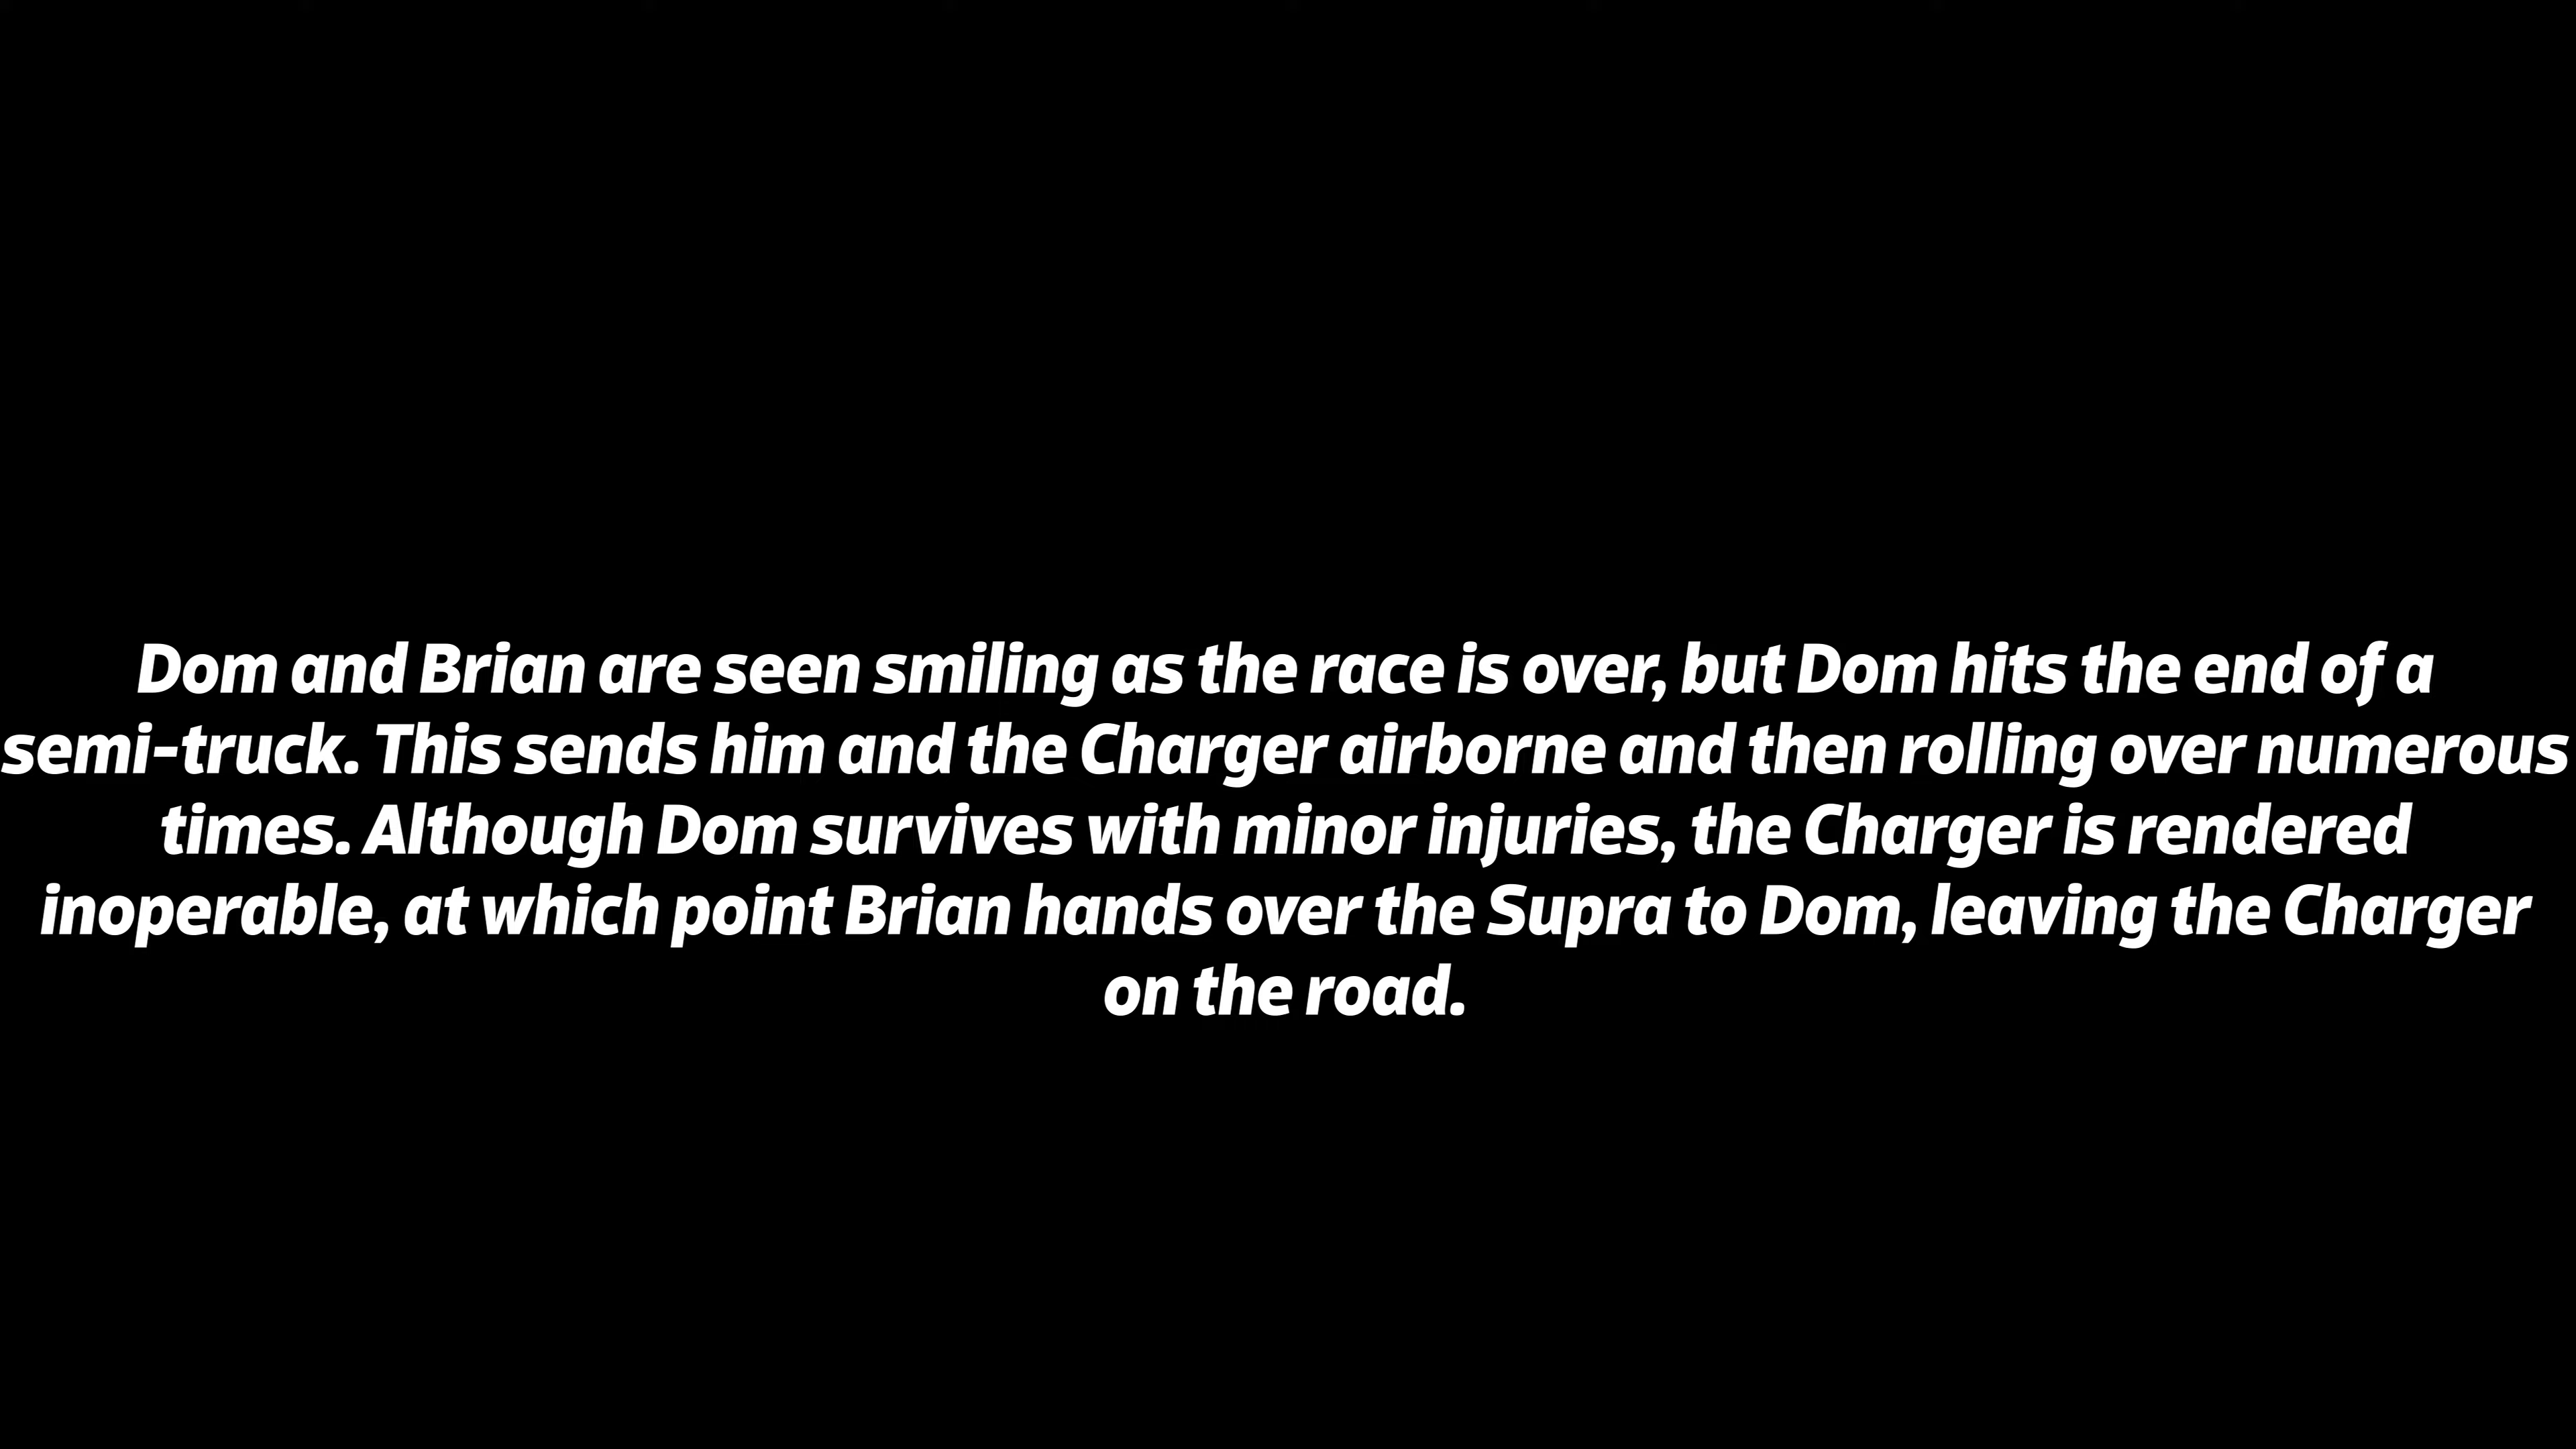 Dom and Brian are seen smiling as the race is over, but Dom hits the end of a
semi-truck. This sends him and the Charger airborne and then rolling over numerous
times. Although Dom survives with minor injuries, the Charger is rendered
inoperable, at which point Brian hands over the Supra to Dom, leaving the Charger
on the road.